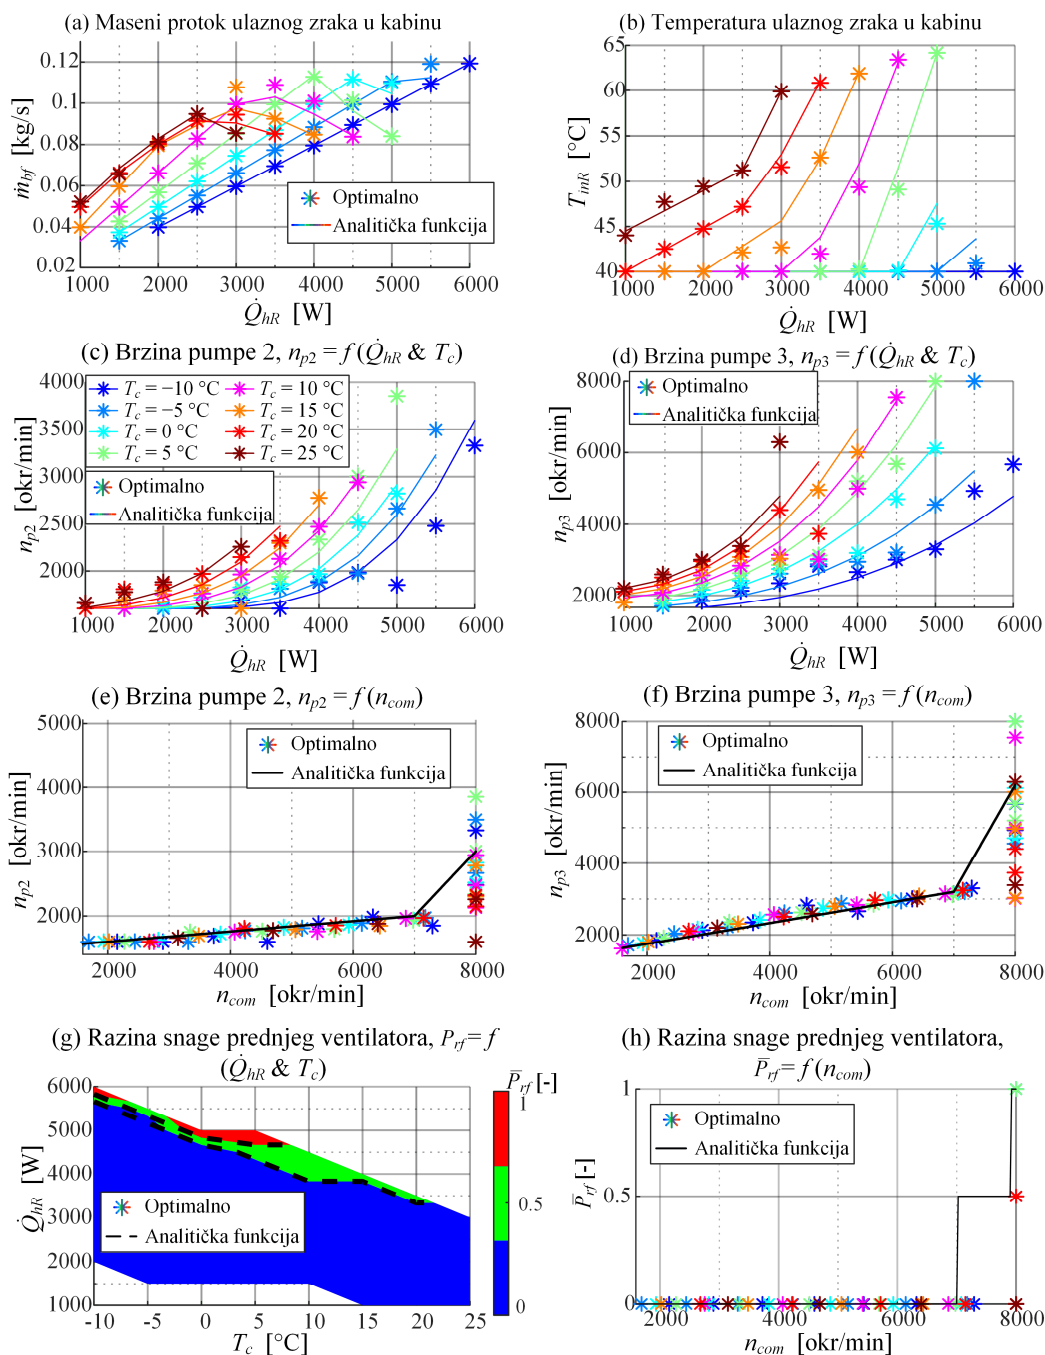 (a) Maseni protok ulaznog zraka u kabinu
0.12
0.1
0.08
0.06
0.04
0.02
ṁbf [kg/s]
Optimalno
Analitička funkcija
1000 2000 3000 4000 5000 6000
Q̇hR [W]
(b) Temperatura ulaznog zraka u kabinu
65
60
55
50
45
40
TinR [°C]
Optimalno
Analitička funkcija
1000 2000 3000 4000 5000 6000
Q̇hR [W]
(c) Brzina pumpe 2, np2 = f(Q̇hR & Tc)
4000
3500
3000
2500
2000
np2 [okr/min]
Tc = −10 °C
Tc = −5 °C
Tc = 0 °C
Tc = 5 °C
Tc = 10 °C
Tc = 15 °C
Tc = 20 °C
Tc = 25 °C
Optimalno
Analitička funkcija
1000 2000 3000 4000 5000 6000
Q̇hR [W]
(d) Brzina pumpe 3, np3 = f(Q̇hR & Tc)
8000
6000
4000
2000
np3 [okr/min]
Optimalno
Analitička funkcija
1000 2000 3000 4000 5000 6000
Q̇hR [W]
(e) Brzina pumpe 2, np2 = f(ncom)
5000
4000
3000
2000
np2 [okr/min]
Optimalno
Analitička funkcija
2000 4000 6000 8000
ncom [okr/min]
(f) Brzina pumpe 3, np3 = f(ncom)
8000
6000
4000
2000
np3 [okr/min]
Optimalno
Analitička funkcija
2000 4000 6000 8000
ncom [okr/min]
(g) Razina snage prednjeg ventilatora, Prf = f
(Q̇hR & Tc)
6000
5000
4000
3000
2000
1000
Q̇hR [W]
Optimalno
Analitička funkcija
-10 -5 0 5 10 15 20 25
Tc [°C]
P̅rf [-]
1
0.5
0
(h) Razina snage prednjeg ventilatora,
P̅rf = f(ncom)
1
0.5
0
P̅rf [-]
Optimalno
Analitička funkcija
2000 4000 6000 8000
ncom [okr/min]